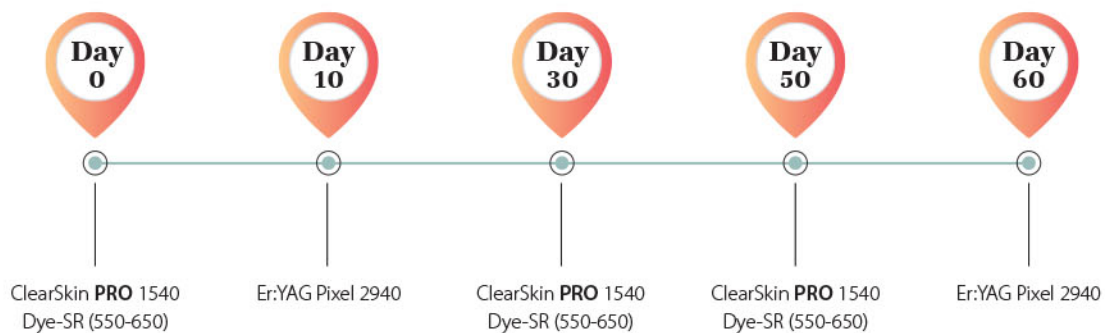 Day
0
Day
10
Day
30
Day
50
Day
60
ClearSkin PRO 1540
Dye-SR (550-650)
Er:YAG Pixel 2940
ClearSkin PRO 1540
Dye-SR (550-650)
ClearSkin PRO 1540
Dye-SR (550-650)
Er:YAG Pixel 2940